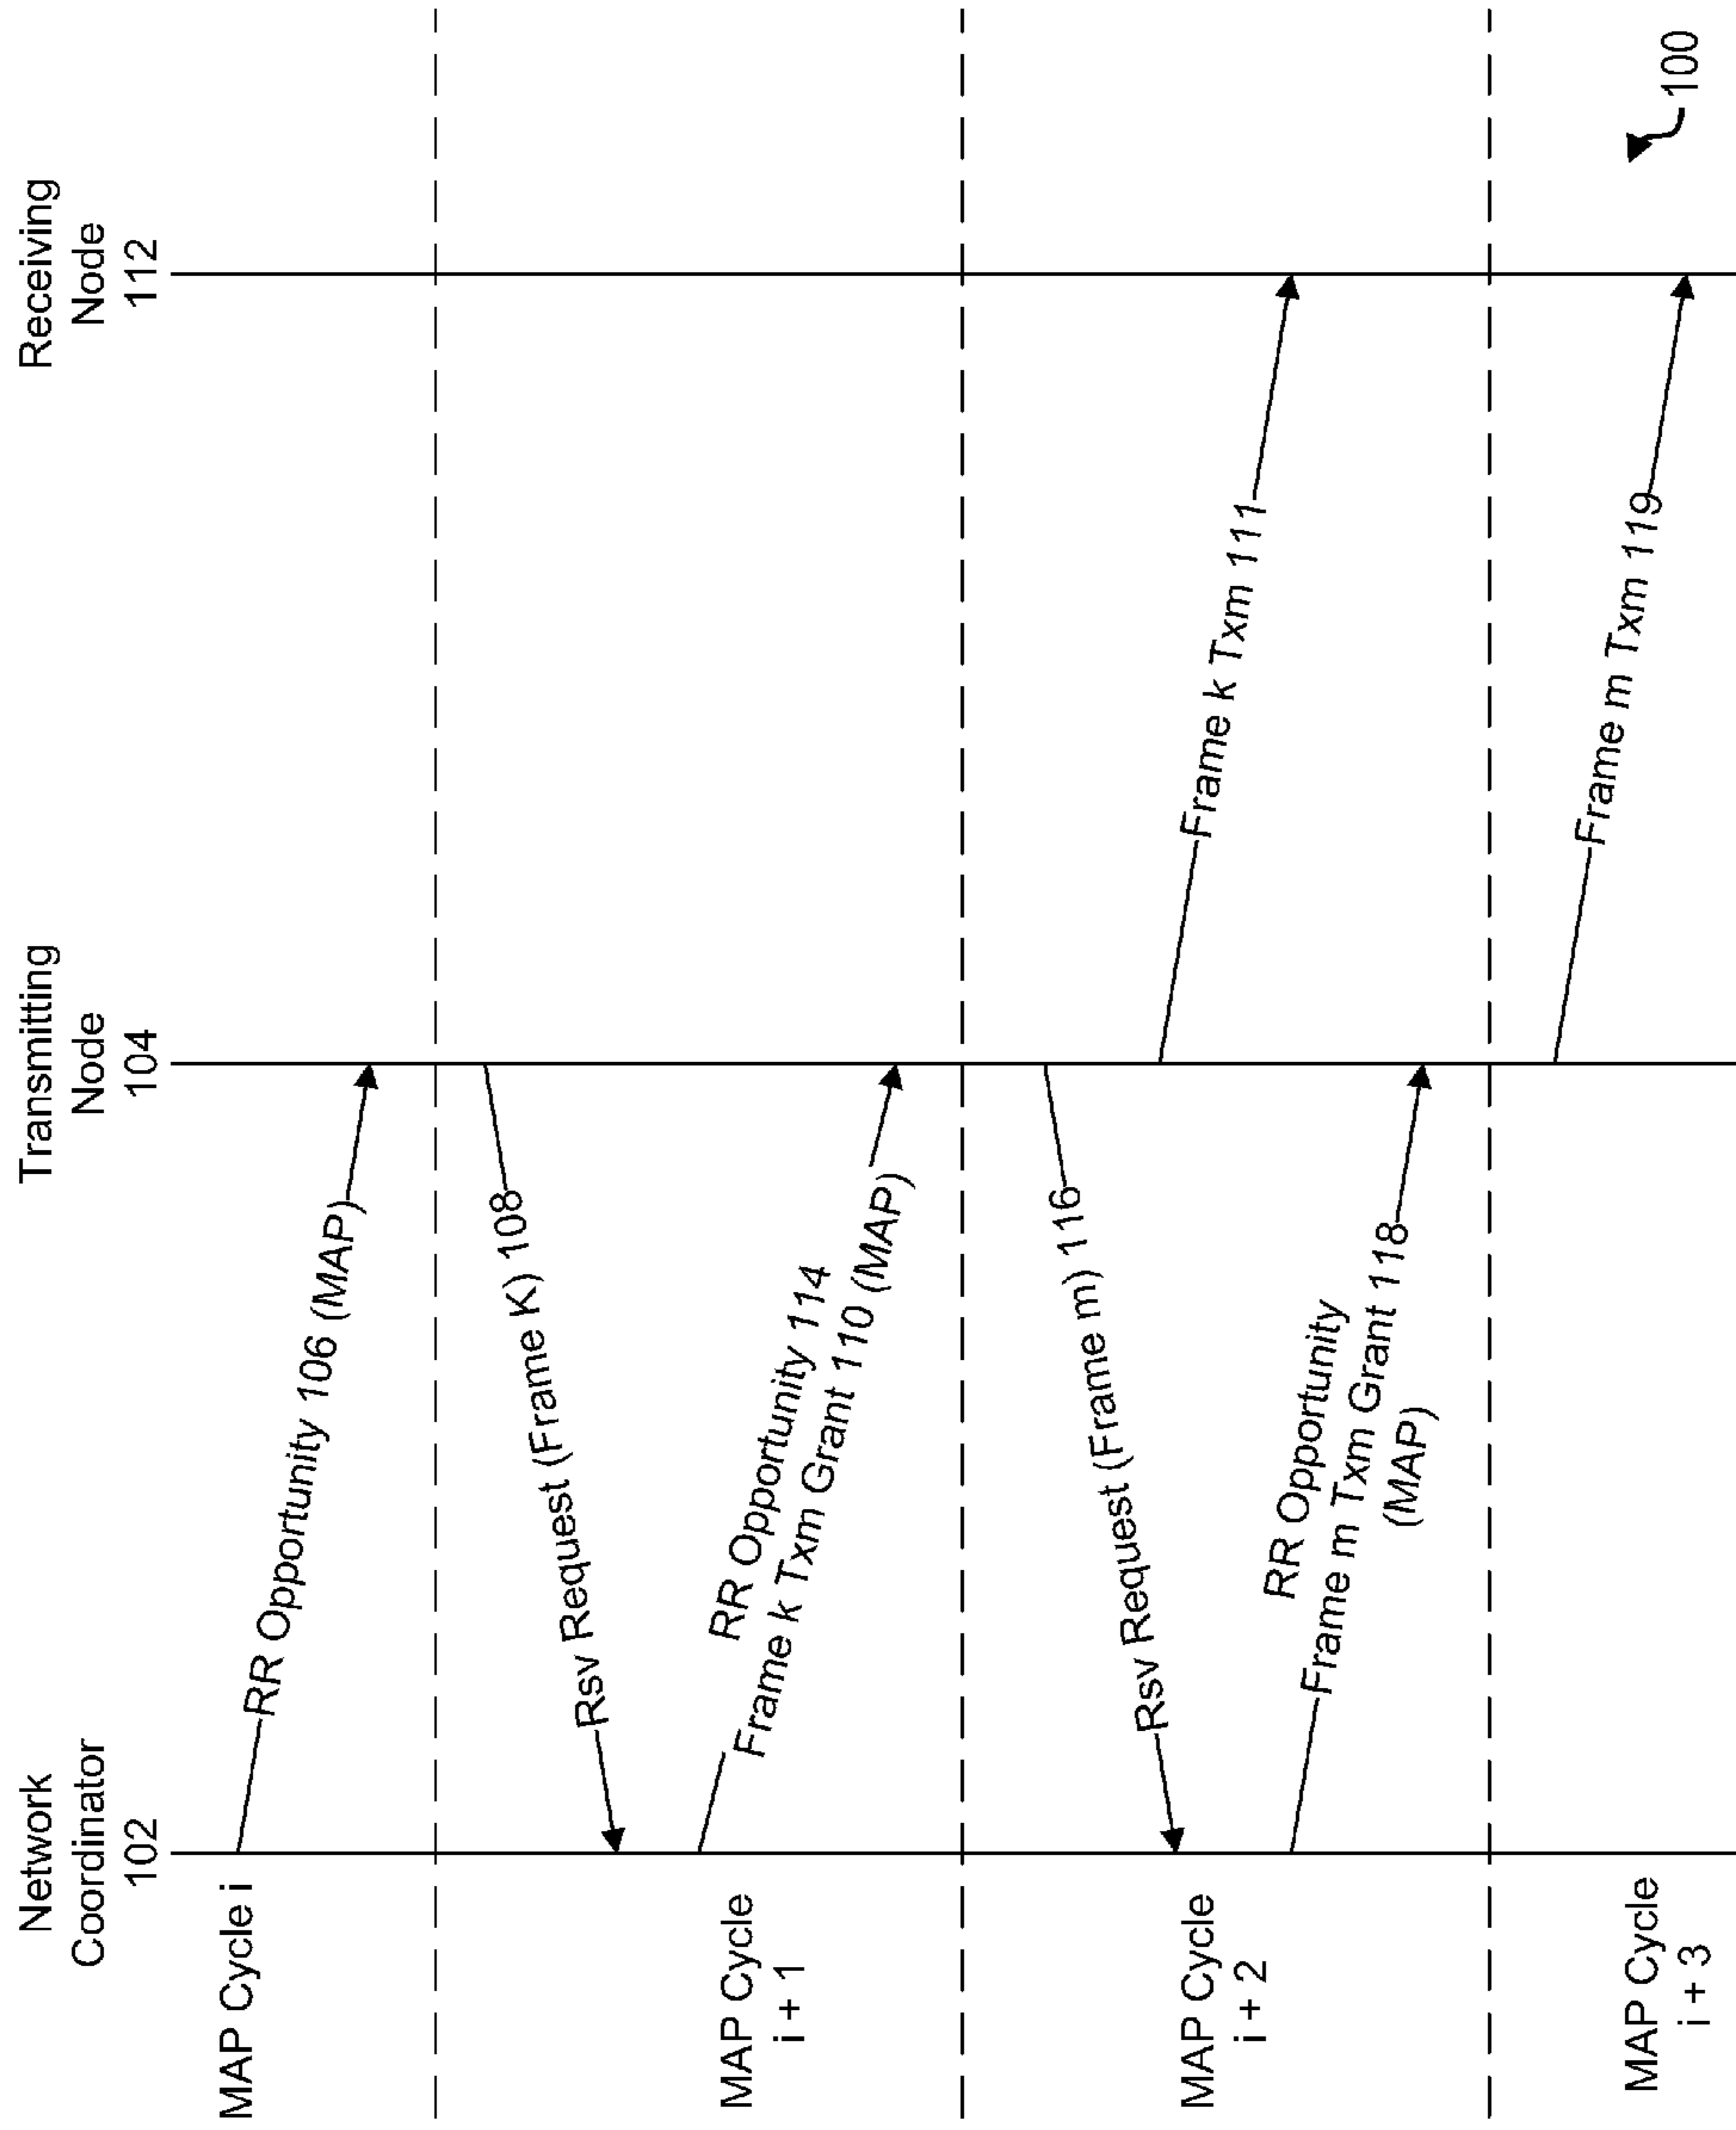 Network
Coordinator
102
Transmitting
Node
104
Receiving
Node
112
MAP Cycle i
RR Opportunity 106 (MAP)
Rsv Request (Frame K) 108
MAP Cycle
i + 1
RR Opportunity 114
Frame k Txm Grant 110 (MAP)
Rsv Request (Frame m) 116
Frame k Txm 111
MAP Cycle
i + 2
RR Opportunity
Frame m Txm Grant 118
(MAP)
Frame m Txm 119
MAP Cycle
i + 3
100